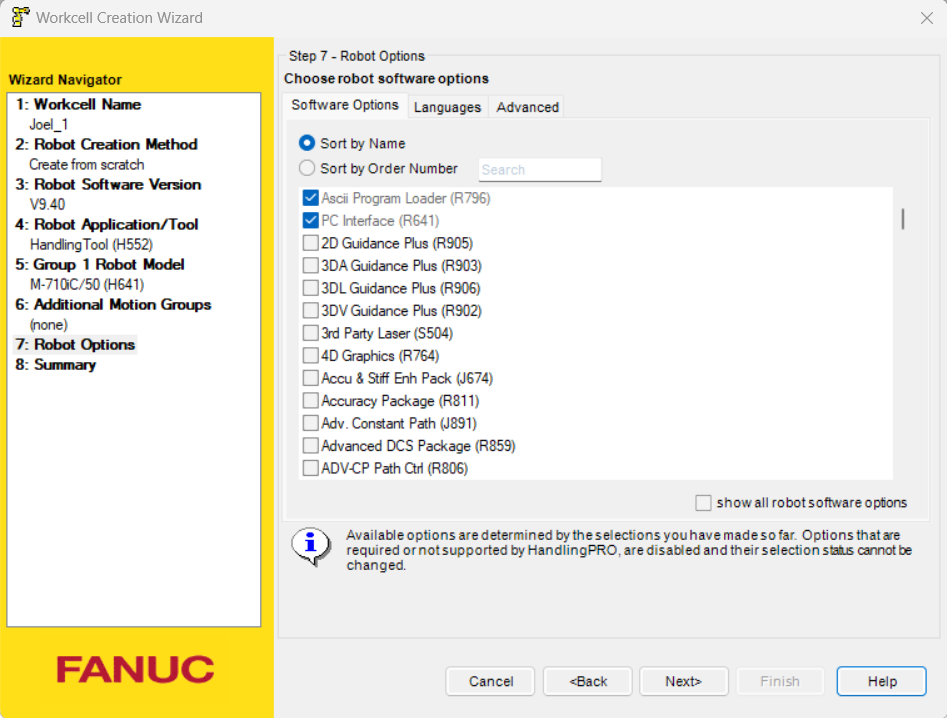 Workcell Creation Wizard
Wizard Navigator
1: Workcell Name
Joel_1
2: Robot Creation Method
Create from scratch
3: Robot Software Version
V9.40
4: Robot Application/Tool
HandlingTool (H552)
5: Group 1 Robot Model
M-710iC/50 (H641)
6: Additional Motion Groups
(none)
7: Robot Options
8: Summary
FANUC
Step 7 - Robot Options
Choose robot software options
Software Options Languages Advanced
Sort by Name
Sort by Order Number Search
Ascii Program Loader (R796)
PC Interface (R641)
2D Guidance Plus (R905)
3DA Guidance Plus (R903)
3DL Guidance Plus (R906)
3DV Guidance Plus (R902)
3rd Party Laser (S504)
4D Graphics (R764)
Accu & Stiff Enh Pack (J674)
Accuracy Package (R811)
Adv. Constant Path (J891)
Advanced DCS Package (R859)
ADV-CP Path Ctrl (R806)
show all robot software options
Available options are determined by the selections you have made so far. Options that are
required or not supported by HandlingPRO, are disabled and their selection status cannot be
changed.
Cancel <Back Next> Finish Help